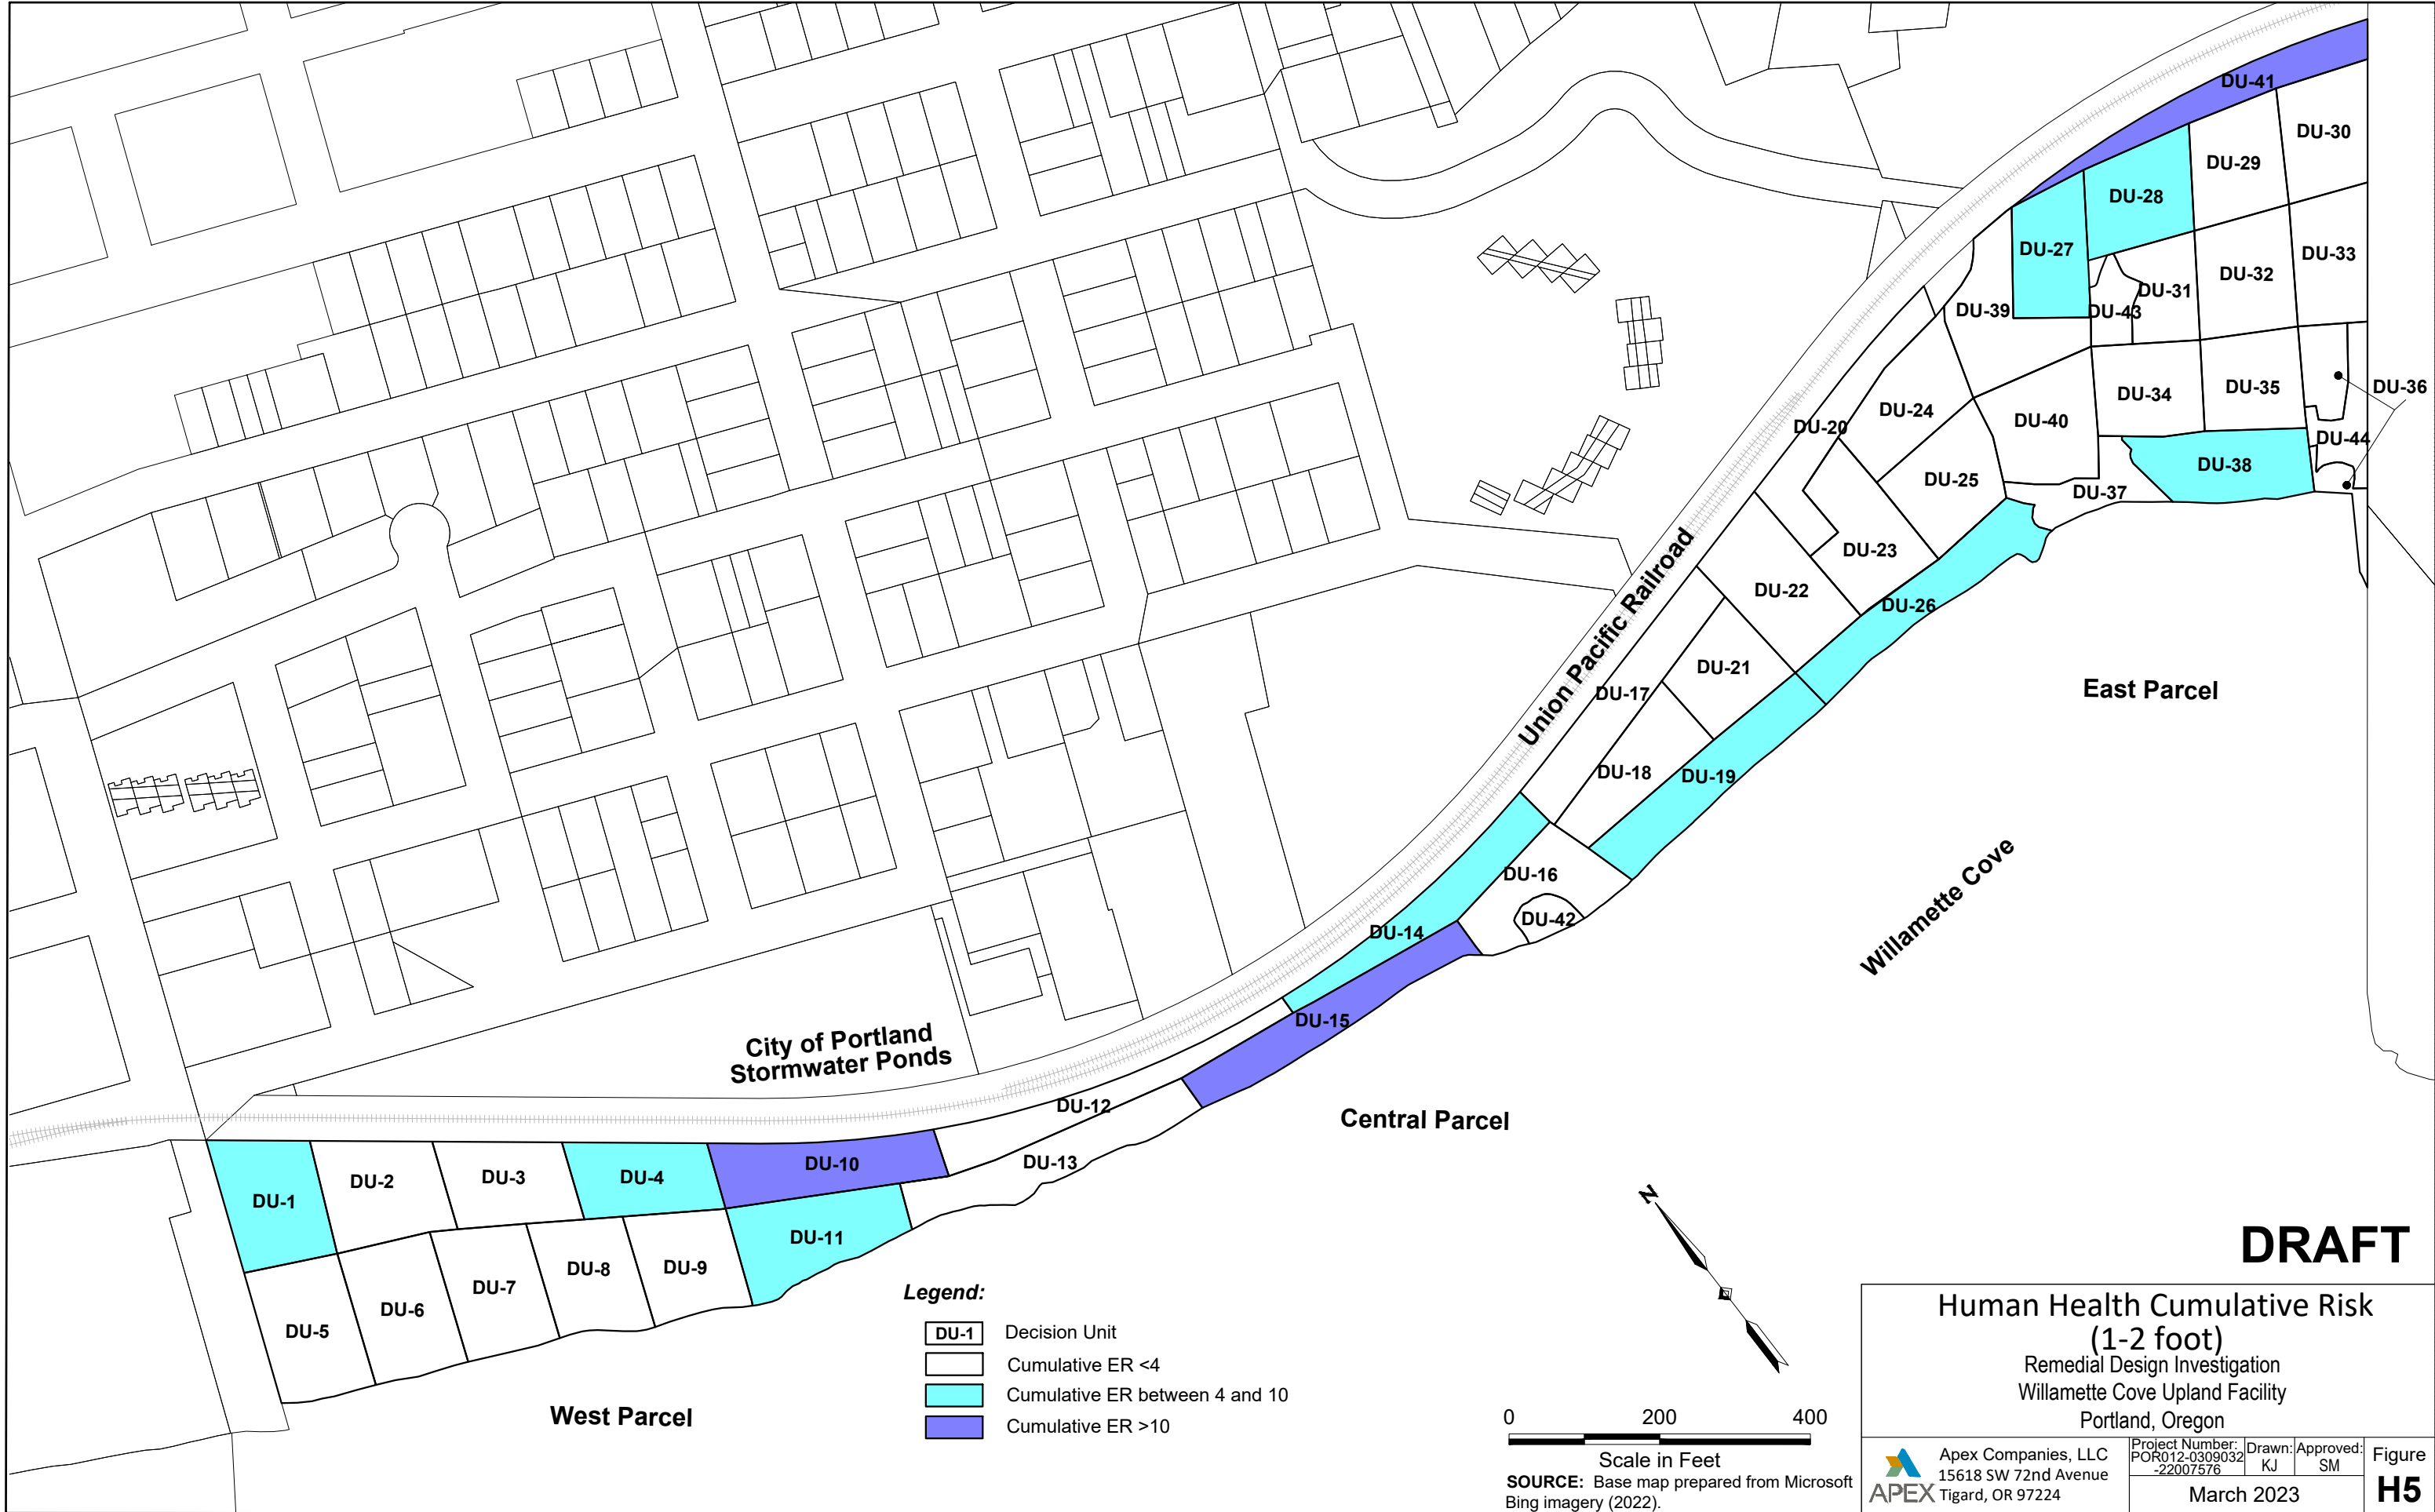 DU-41
DU-30
DU-29
DU-28
DU-27
DU-33
DU-32
DU-31
DU-43
DU-39
DU-36
DU-35
DU-34
DU-24
DU-40
DU-20
DU-44
DU-38
DU-25
DU-37
DU-23
DU-22
DU-26
Union Pacific Railroad
DU-21
DU-17
East Parcel
DU-18
DU-19
DU-16
DU-42
DU-14
Willamette Cove
DU-15
City of Portland
Stormwater Ponds
DU-12
Central Parcel
DU-13
DU-10
DU-4
DU-3
DU-2
DU-1
DU-11
DU-9
DU-8
DU-7
DU-6
DU-5
West Parcel
N
DRAFT
Legend:
DU-1 Decision Unit
Cumulative ER <4
Cumulative ER between 4 and 10
Cumulative ER >10
0 200 400
Scale in Feet
SOURCE: Base map prepared from Microsoft
Bing imagery (2022).
Human Health Cumulative Risk
(1-2 foot)
Remedial Design Investigation
Willamette Cove Upland Facility
Portland, Oregon
APEX
Apex Companies, LLC
15618 SW 72nd Avenue
Tigard, OR 97224
Project Number:
POR012-0309032
-22007576
Drawn:
KJ
Approved:
SM
March 2023
Figure
H5